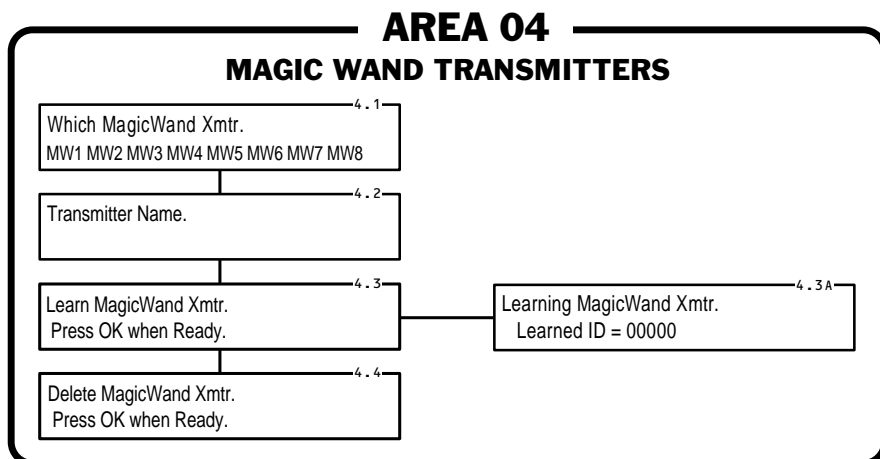 AREA 04
MAGIC WAND TRANSMITTERS
4.1
Which MagicWand Xmtr.
MW1 MW2 MW3 MW4 MW5 MW6 MW7 MW8
4.2
Transmitter Name.
4.3
Learn MagicWand Xmtr.
Press OK when Ready.
4.3A
Learning MagicWand Xmtr.
Learned ID = 00000
4.4
Delete MagicWand Xmtr.
Press OK when Ready.